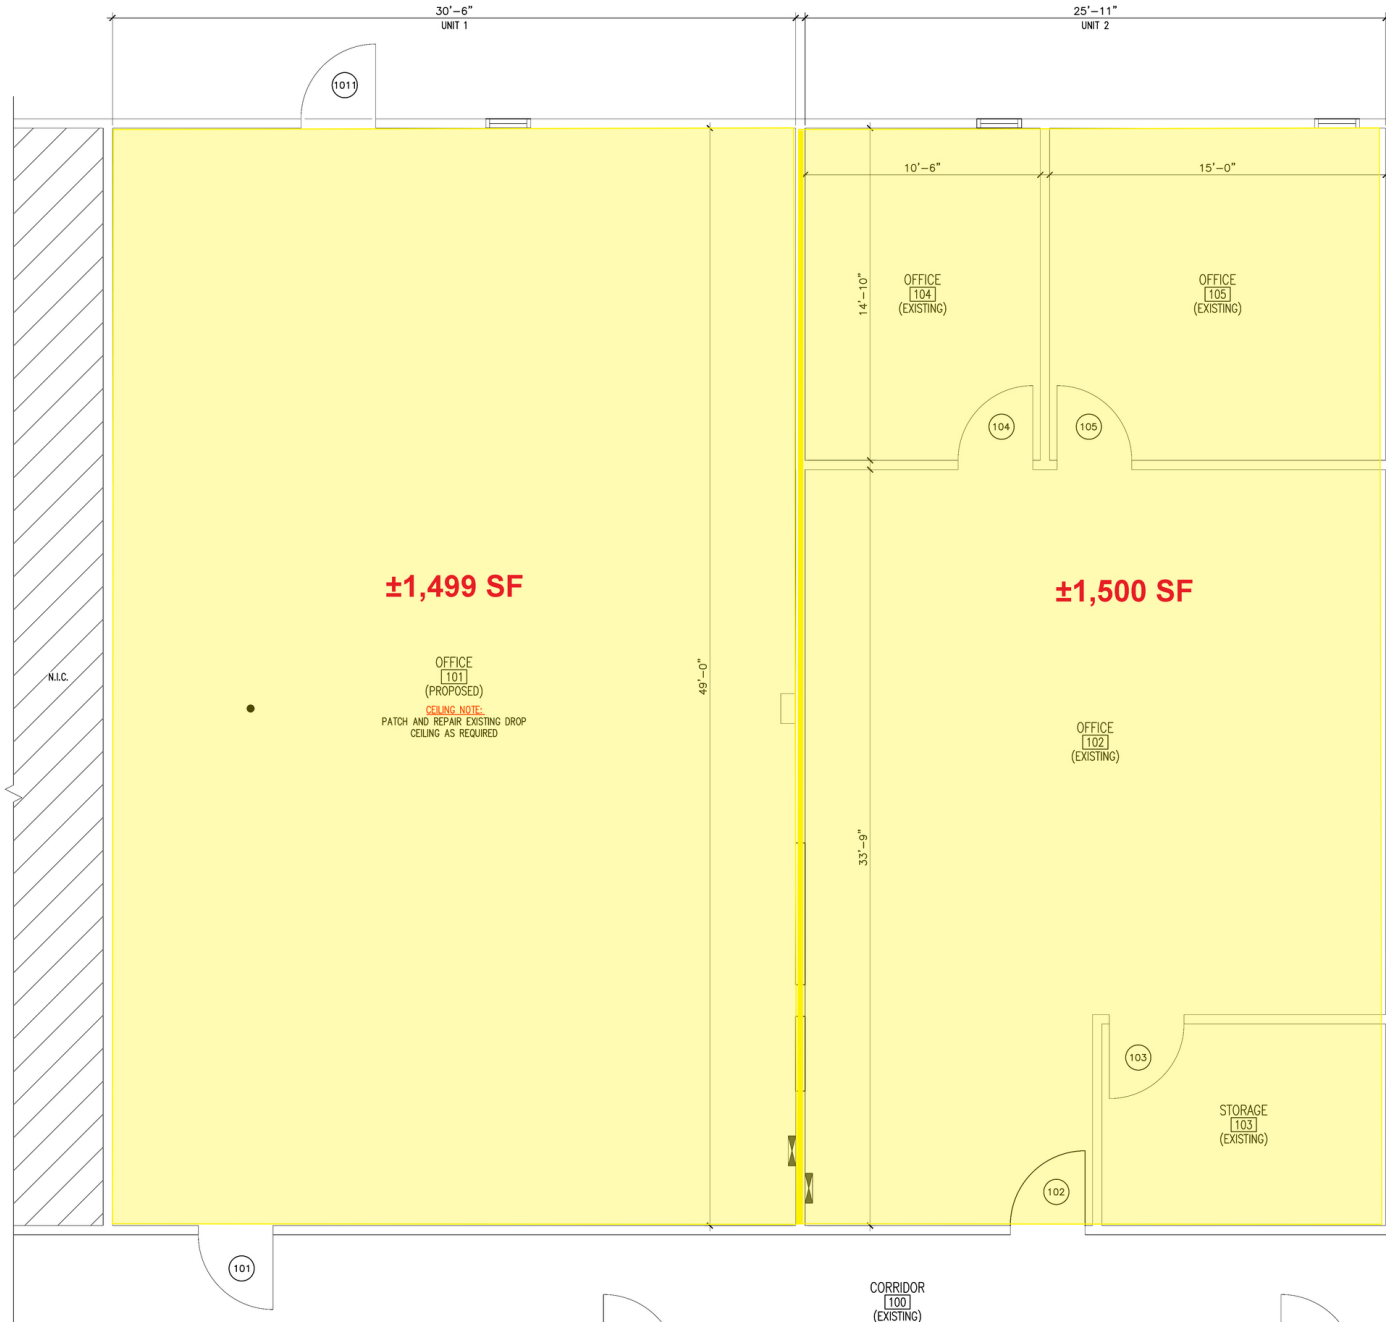 30'-6"
UNIT 1
25'-11"
UNIT 2
1011
10'-6"
15'-0"
14'-10"
OFFICE
104
(EXISTING)
OFFICE
105
(EXISTING)
104
105
±1,499 SF
±1,500 SF
N.I.C.
OFFICE
101
(PROPOSED)
CEILING NOTE:
PATCH AND REPAIR EXISTING DROP
CEILING AS REQUIRED
49'-0"
OFFICE
102
(EXISTING)
33'-9"
103
STORAGE
103
(EXISTING)
102
101
CORRIDOR
100
(EXISTING)